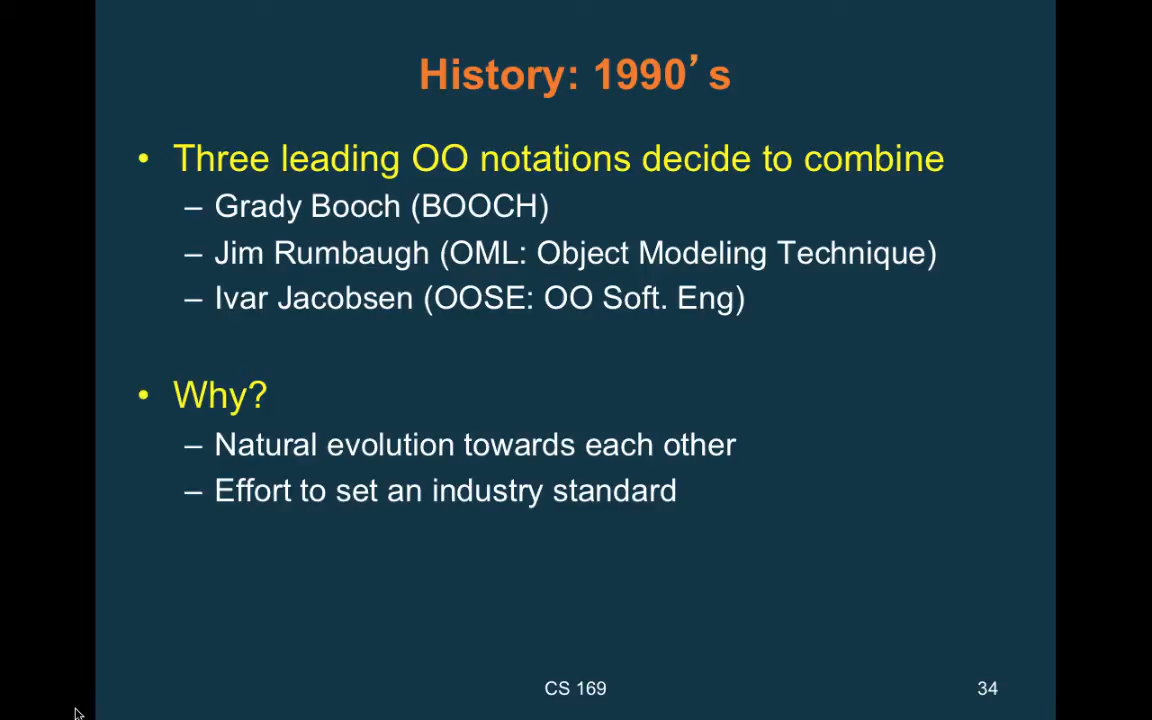 History: 1990’s
• Three leading OO notations decide to combine
– Grady Booch (BOOCH)
– Jim Rumbaugh (OML: Object Modeling Technique)
– Ivar Jacobsen (OOSE: OO Soft. Eng)
• Why?
– Natural evolution towards each other
– Effort to set an industry standard
CS 169
34